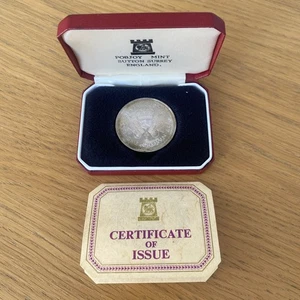 POBJOY MINT
SUTTON SURREY
ENGLAND.
CERTIFICATE
OF
ISSUE